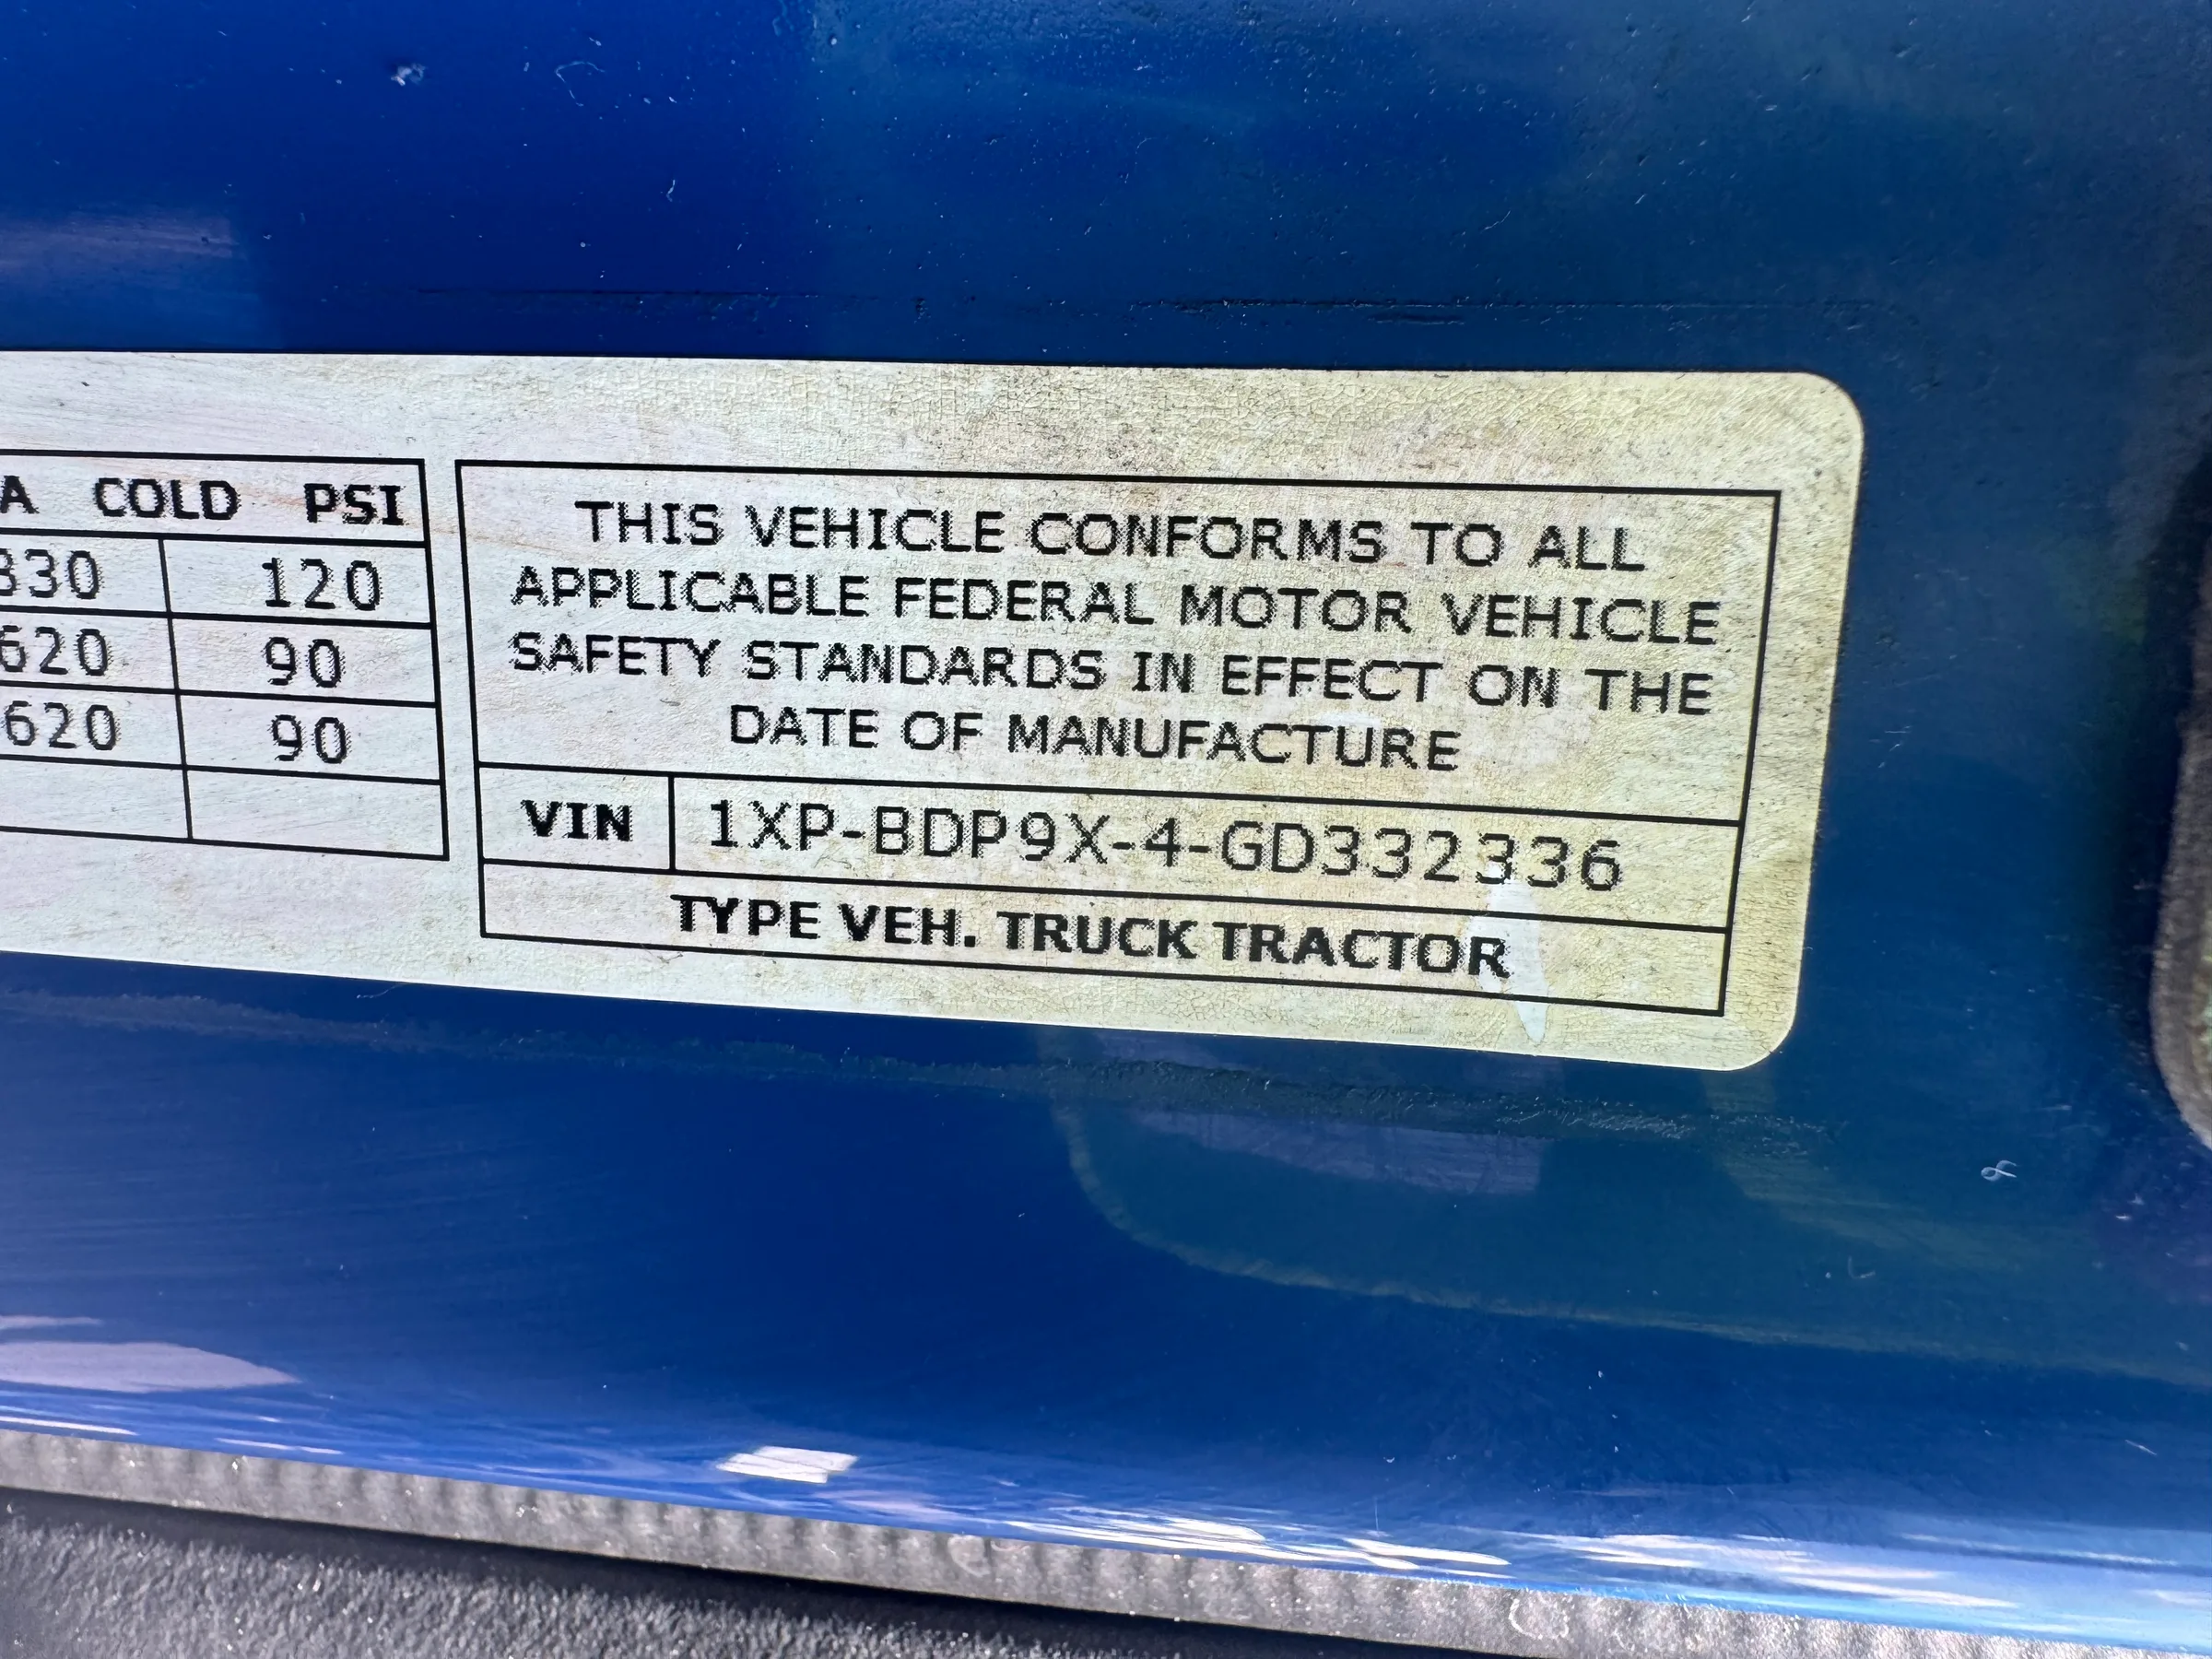 A COLD PSI
330 120
620 90
620 90
THIS VEHICLE CONFORMS TO ALL
APPLICABLE FEDERAL MOTOR VEHICLE
SAFETY STANDARDS IN EFFECT ON THE
DATE OF MANUFACTURE
VIN 1XP-BDP9X-4-GD332336
TYPE VEH. TRUCK TRACTOR